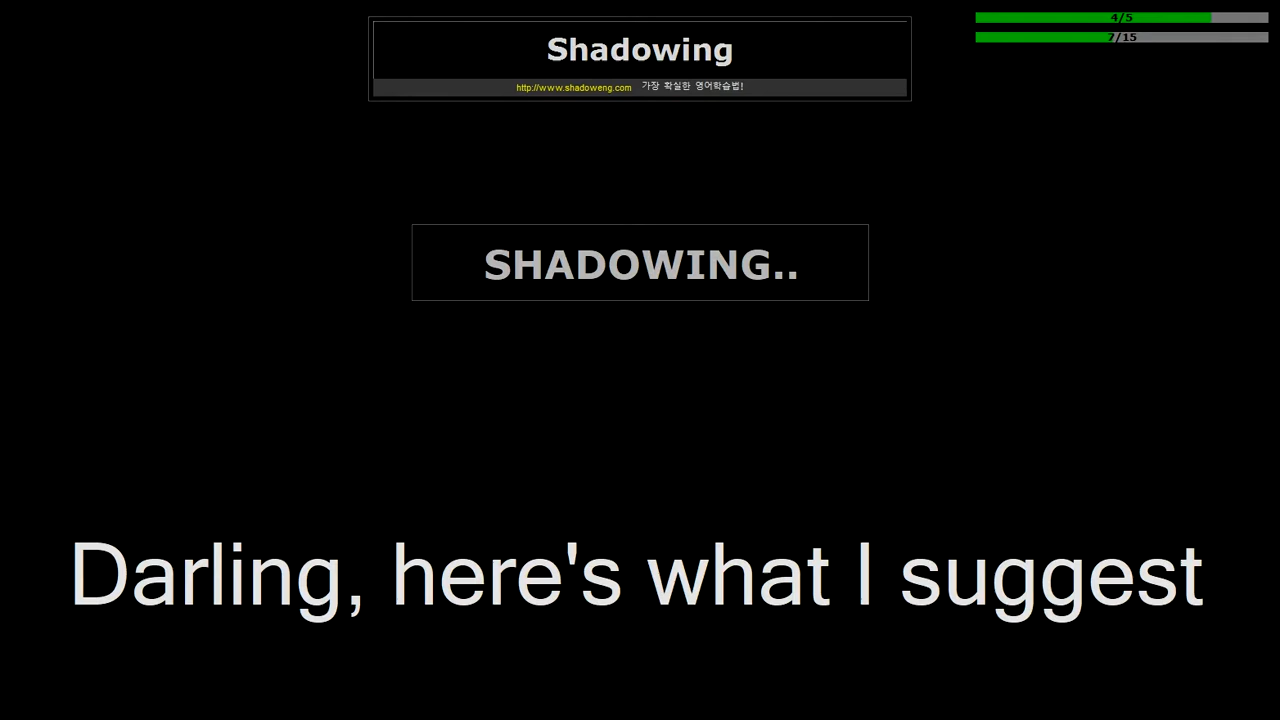 4/5
Shadowing
7/15
http://www.shadoweng.com 가장 확실한 영어학습법!
SHADOWING..
Darling, here's what I suggest